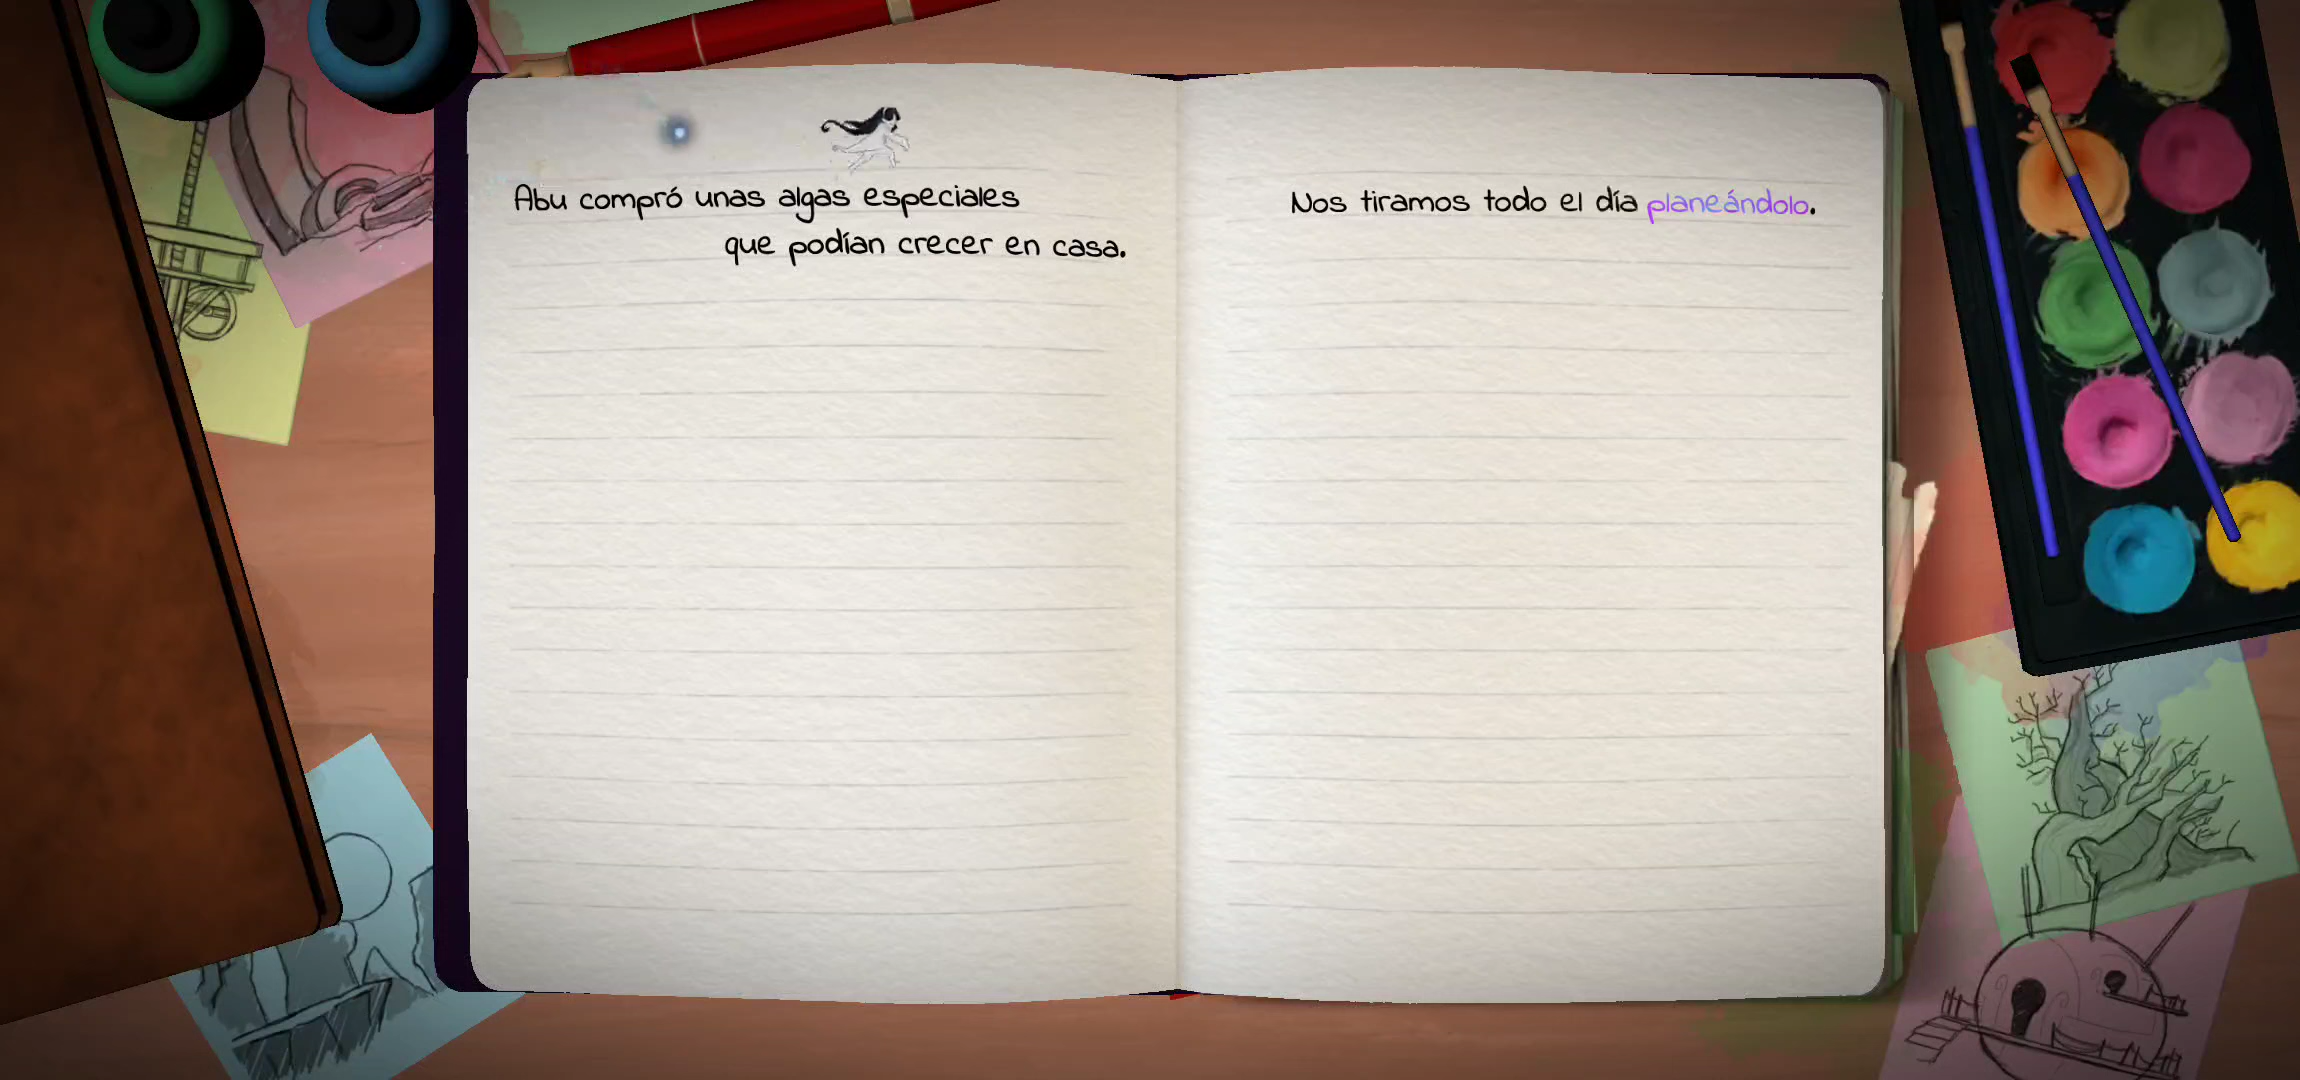 Abu compró unas algas especiales
que podían crecer en casa.
Nos tiramos todo el día planeándolo.